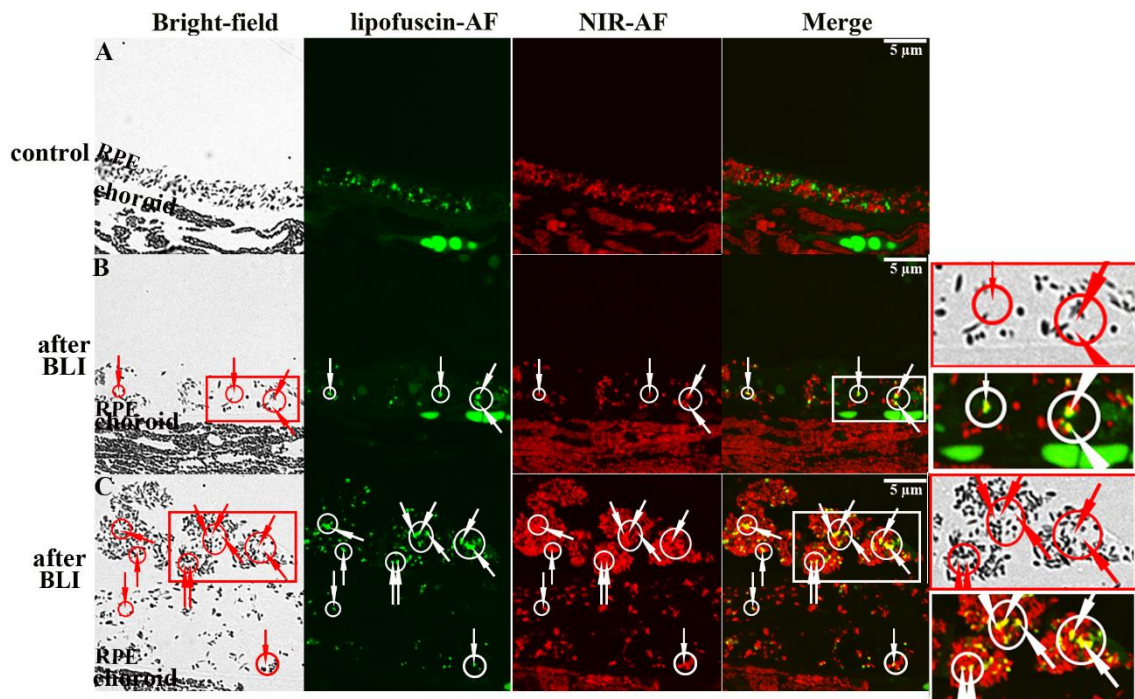 Bright-field lipofuscin-AF NIR-AF Merge
A 5 µm
control RPE
choroid
B 5 µm
after
BLI
RPE
choroid
C 5 µm
after
BLI
RPE
choroid